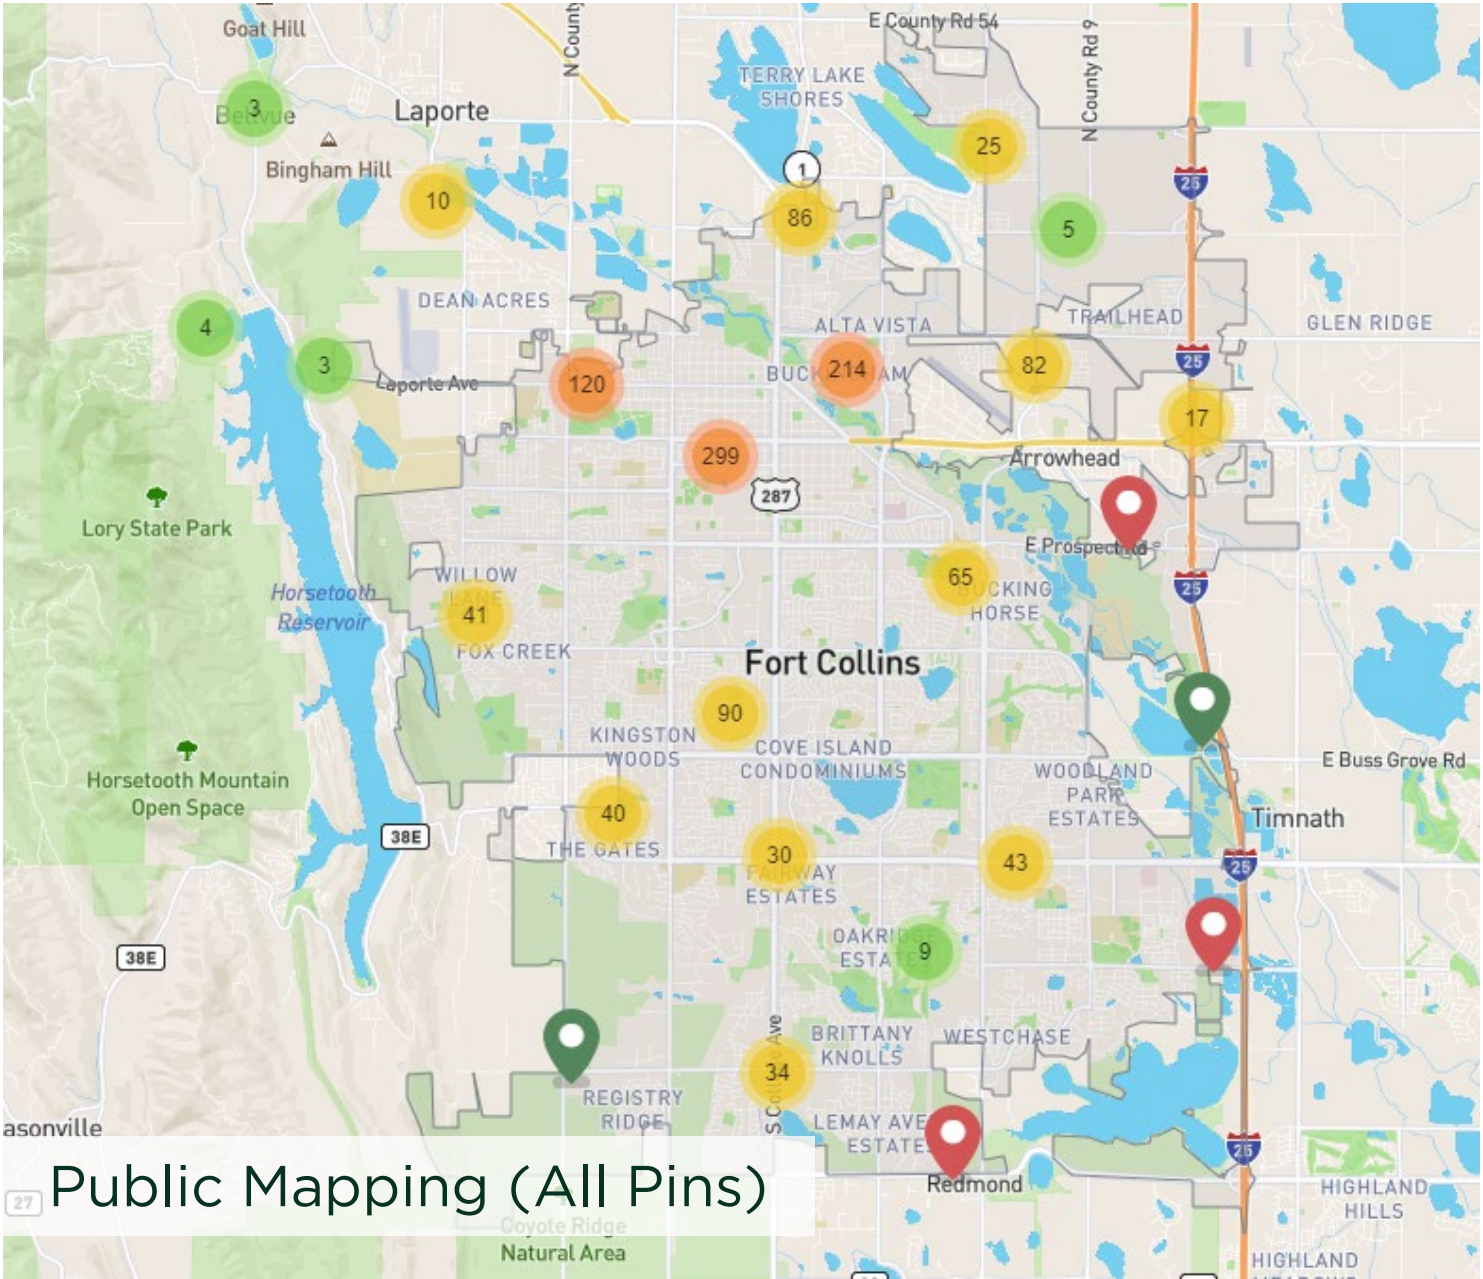 Goat Hill
E County Rd 54
N County
N County Rd 9
TERRY LAKE
SHORES
3
Bellvue
Laporte
25
Bingham Hill
1
25
10
86
5
DEAN ACRES
4
ALTA VISTA
TRAILHEAD
GLEN RIDGE
3
Laporte Ave
120
BUCKINGHAM
214
82
25
17
299
Arrowhead
287
Lory State Park
E Prospect Rd
WILLOW
LANE
65
BUCKING
HORSE
25
Horsetooth
Reservoir
41
FOX CREEK
Fort Collins
90
KINGSTON
WOODS
COVE ISLAND
CONDOMINIUMS
WOODLAND
PARK
ESTATES
E Buss Grove Rd
Horsetooth Mountain
Open Space
40
Timnath
38E
THE GATES
30
FAIRWAY
ESTATES
43
25
38E
OAKRIDGE
ESTATES
9
BRITTANY
KNOLLS
WESTCHASE
34
S College Ave
REGISTRY
RIDGE
LEMAY AVE
ESTATES
asonville
25
Redmond
Public Mapping (All Pins)
27
HIGHLAND
HILLS
Coyote Ridge
Natural Area
HIGHLAND